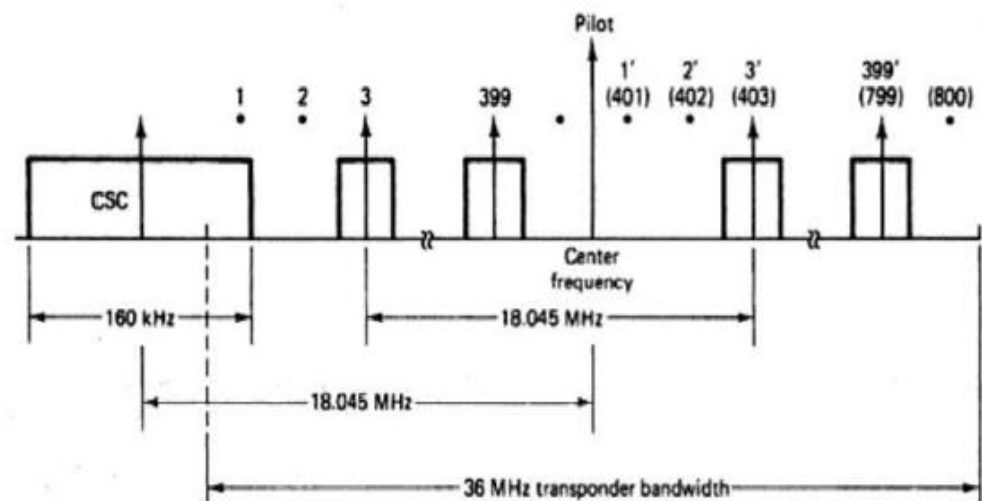 Pilot
1 2 3 399 1' 2' 3' 399'
(401) (402) (403) (799) (800)
CSC
Center
frequency
160 kHz 18.045 MHz
18.045 MHz
36 MHz transponder bandwidth